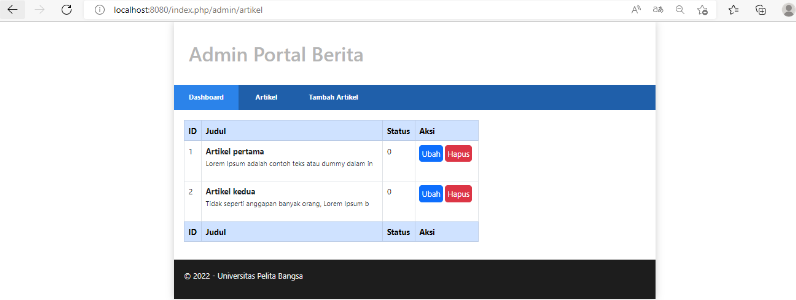 localhost:8080/index.php/admin/artikel
Admin Portal Berita
Dashboard Artikel Tambah Artikel
ID Judul Status Aksi
1 Artikel pertama 0 Ubah Hapus
Lorem Ipsum adalah contoh teks atau dummy dalam in
2 Artikel kedua 0 Ubah Hapus
Tidak seperti anggapan banyak orang, Lorem Ipsum b
ID Judul Status Aksi
© 2022 - Universitas Pelita Bangsa